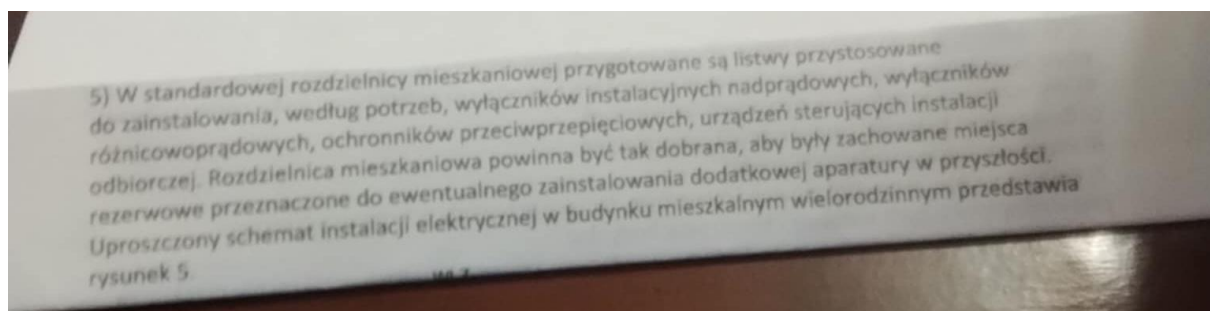 5) W standardowej rozdzielnicy mieszkaniowej przygotowane są listwy przystosowane
do zainstalowania, według potrzeb, wyłączników instalacyjnych nadprądowych, wyłączników
różnicowoprądowych, ochronników przeciwprzepięciowych, urządzeń sterujących instalacji
odbiorczej. Rozdzielnica mieszkaniowa powinna być tak dobrana, aby były zachowane miejsca
rezerwowe przeznaczone do ewentualnego zainstalowania dodatkowej aparatury w przyszłości.
Uproszczony schemat instalacji elektrycznej w budynku mieszkalnym wielorodzinnym przedstawia
rysunek 5.